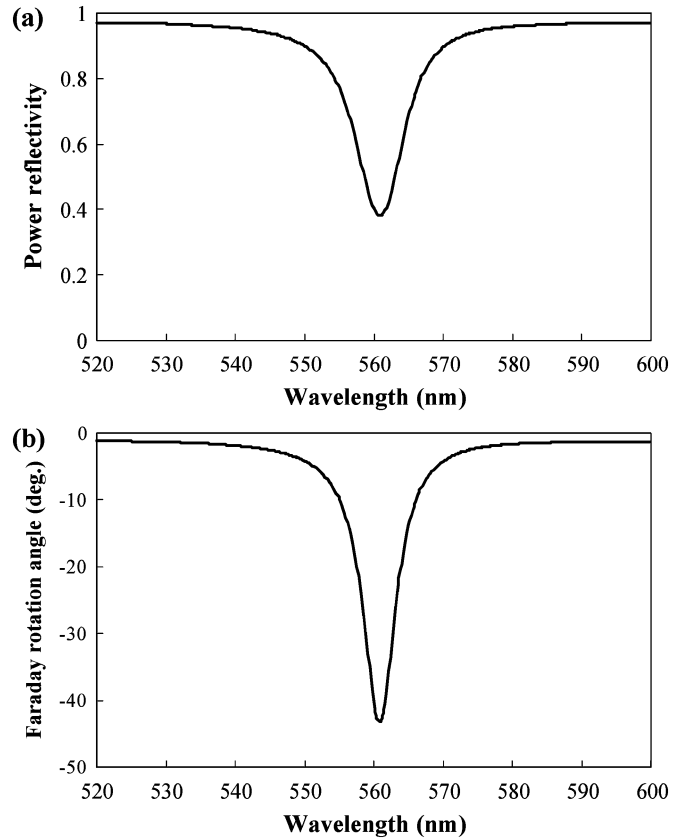 (a)
Power reflectivity
1
0.8
0.6
0.4
0.2
0
520 530 540 550 560 570 580 590 600
Wavelength (nm)
(b)
Faraday rotation angle (deg.)
0
-10
-20
-30
-40
-50
520 530 540 550 560 570 580 590 600
Wavelength (nm)